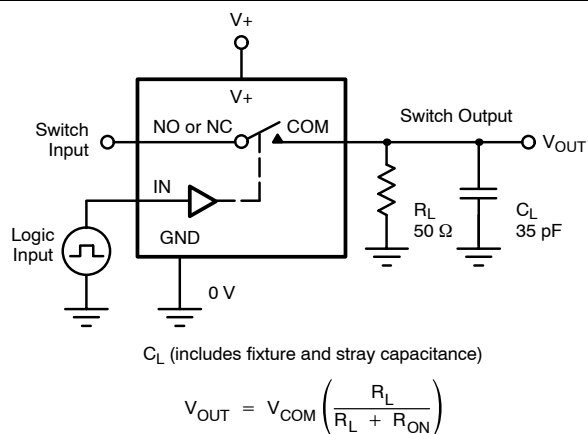 V+
V+
Switch Output
Switch
Input
NO or NC
COM
V_OUT
IN
R_L
50 Ω
C_L
35 pF
Logic
Input
GND
0 V
C_L (includes fixture and stray capacitance)
V_OUT = V_COM ( R_L / R_L + R_ON )